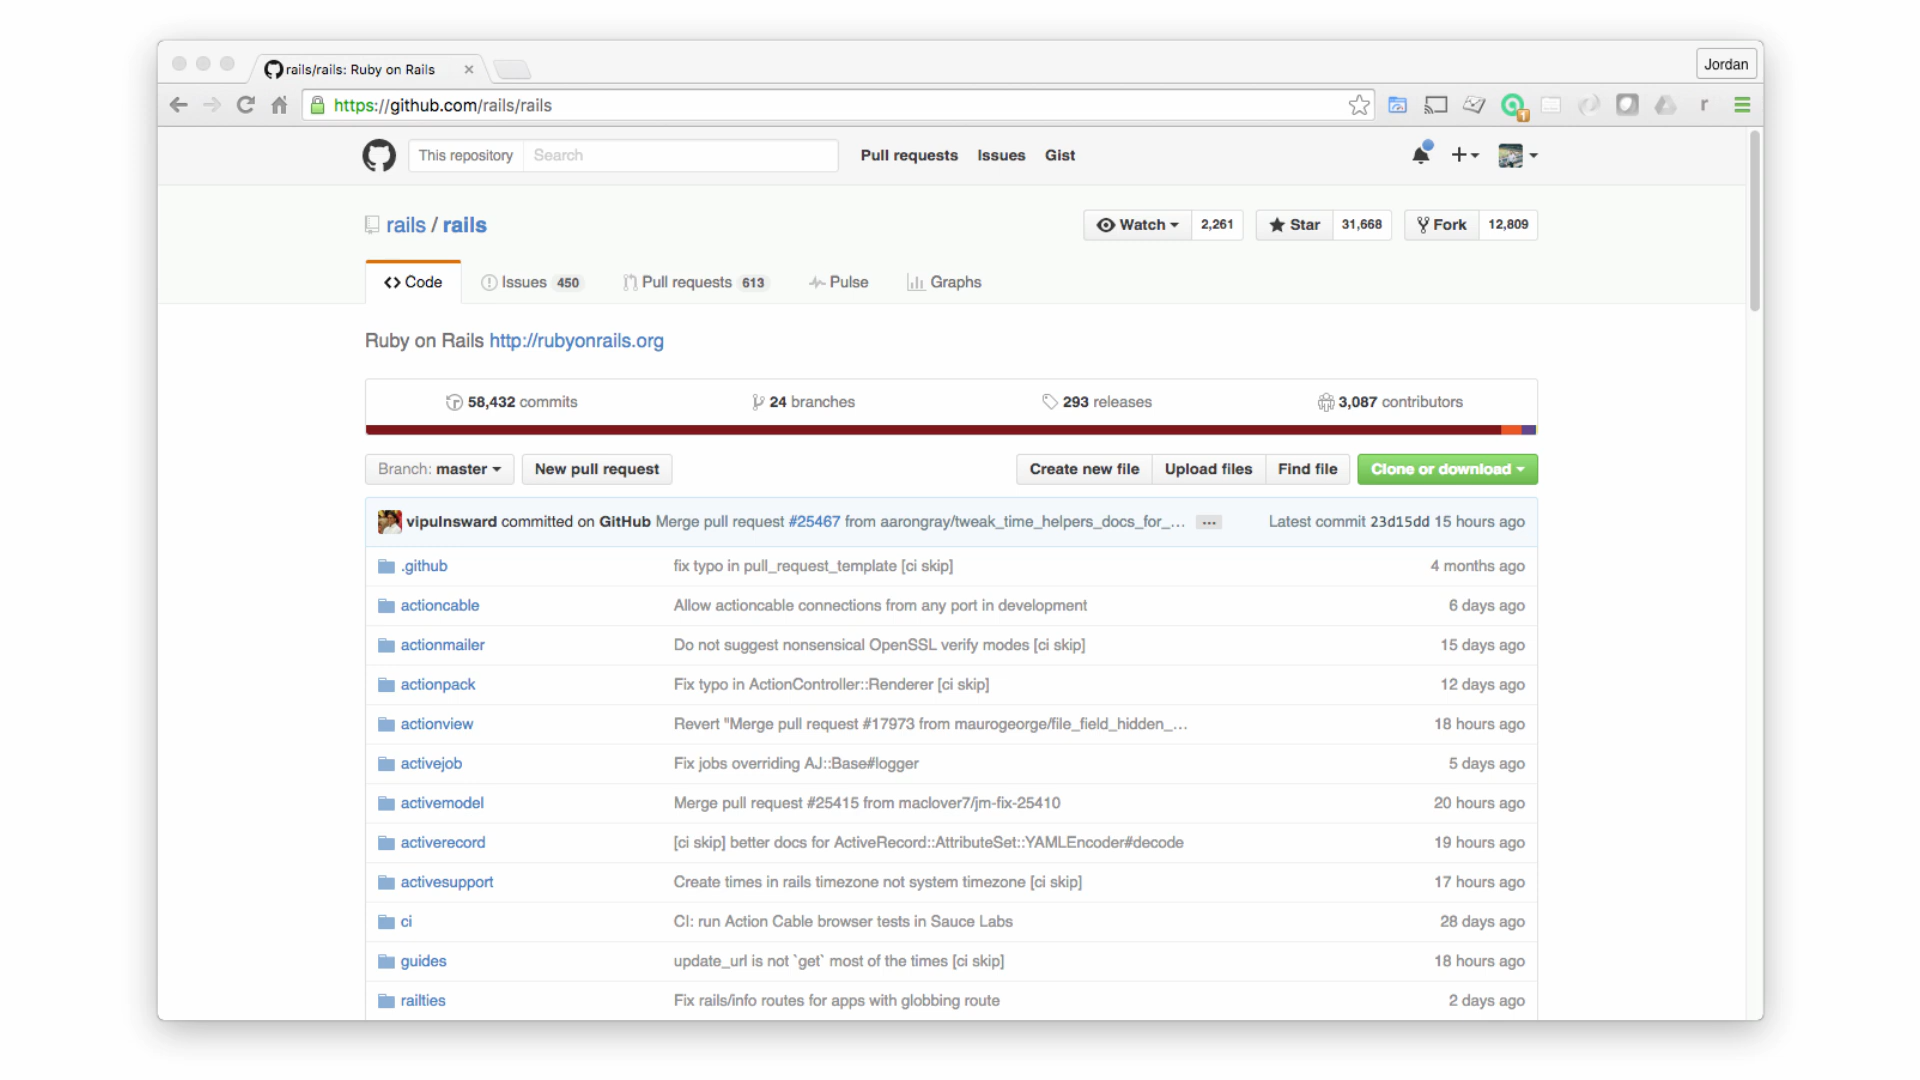 rails/rails: Ruby on Rails
Jordan
https://github.com/rails/rails
1
r
This repository Search Pull requests Issues Gist
rails / rails
Watch 2,261 Star 31,668 Fork 12,809
Code Issues 450 Pull requests 613 Pulse Graphs
Ruby on Rails http://rubyonrails.org
58,432 commits 24 branches 293 releases 3,087 contributors
Branch: master New pull request Create new file Upload files Find file Clone or download
vipulnsward committed on GitHub Merge pull request #25467 from aarongray/tweak_time_helpers_docs_for_… ... Latest commit 23d15dd 15 hours ago
.github fix typo in pull_request_template [ci skip] 4 months ago
actioncable Allow actioncable connections from any port in development 6 days ago
actionmailer Do not suggest nonsensical OpenSSL verify modes [ci skip] 15 days ago
actionpack Fix typo in ActionController::Renderer [ci skip] 12 days ago
actionview Revert "Merge pull request #17973 from maurogeorge/file_field_hidden_… 18 hours ago
activejob Fix jobs overriding AJ::Base#logger 5 days ago
activemodel Merge pull request #25415 from maclover7/jm-fix-25410 20 hours ago
activerecord [ci skip] better docs for ActiveRecord::AttributeSet::YAMLEncoder#decode 19 hours ago
activesupport Create times in rails timezone not system timezone [ci skip] 17 hours ago
ci CI: run Action Cable browser tests in Sauce Labs 28 days ago
guides update_url is not `get` most of the times [ci skip] 18 hours ago
railties Fix rails/info routes for apps with globbing route 2 days ago